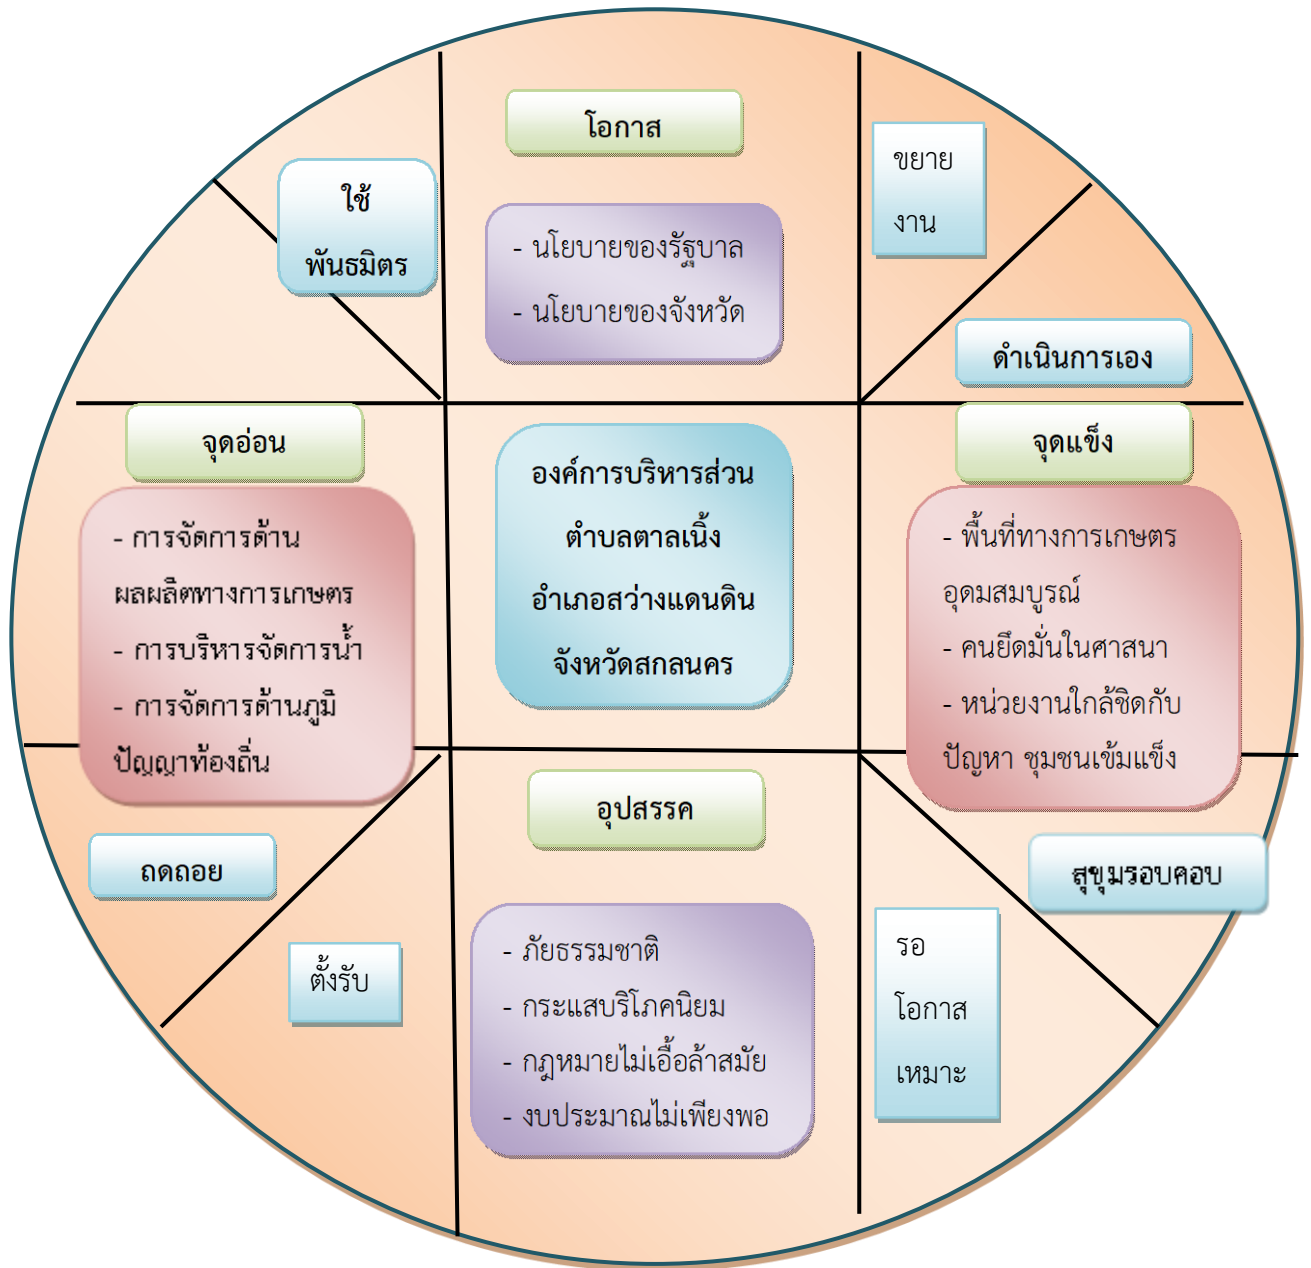 โอกาส
ขยาย
งาน
ใช้
พันธมิตร
- นโยบายของรัฐบาล
- นโยบายของจังหวัด
ดำเนินการเอง
จุดอ่อน
จุดแข็ง
องค์การบริหารส่วน
ตำบลตาลเนิ้ง
อำเภอสว่างแดนดิน
จังหวัดสกลนคร
- การจัดการด้าน
ผลผลิตทางการเกษตร
- การบริหารจัดการน้ำ
- การจัดการด้านภูมิ
ปัญญาท้องถิ่น
- พื้นที่ทางการเกษตร
อุดมสมบูรณ์
- คนยึดมั่นในศาสนา
- หน่วยงานใกล้ชิดกับ
ปัญหา ชุมชนเข้มแข็ง
อุปสรรค
ถดถอย
สุขุมรอบคอบ
ตั้งรับ
- ภัยธรรมชาติ
- กระแสบริโภคนิยม
- กฎหมายไม่เอื้อล้าสมัย
- งบประมาณไม่เพียงพอ
รอ
โอกาส
เหมาะ